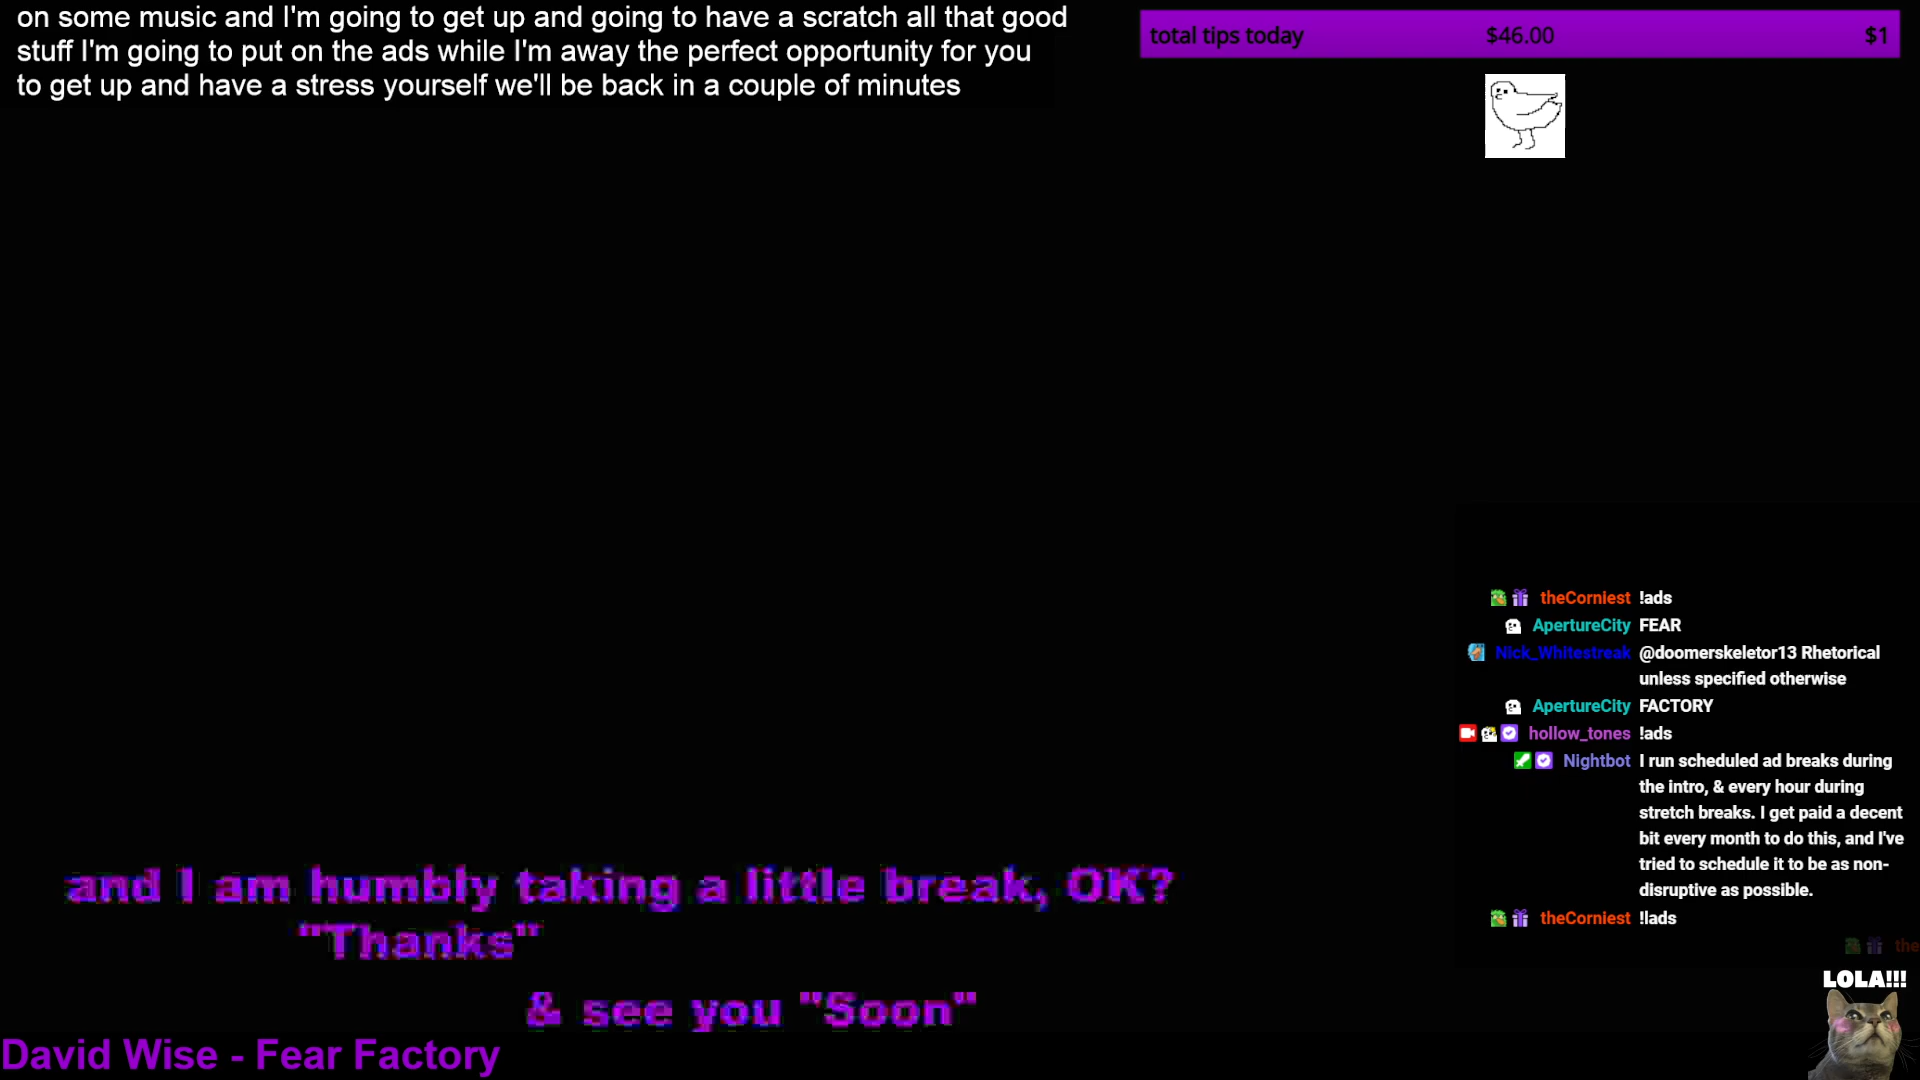 on some music and I'm going to get up and going to have a scratch all that good
stuff I'm going to put on the ads while I'm away the perfect opportunity for you
to get up and have a stress yourself we'll be back in a couple of minutes
total tips today $46.00 $1
theCorniest !ads
ApertureCity FEAR
Nick_Whitestreak @doomerskeletor13 Rhetorical
unless specified otherwise
ApertureCity FACTORY
hollow_tones !ads
Nightbot I run scheduled ad breaks during
the intro, & every hour during
stretch breaks. I get paid a decent
bit every month to do this, and I've
tried to schedule it to be as non-
disruptive as possible.
theCorniest !lads
the
LOLA!!!
and I am humbly taking a little break, OK?
"Thanks"
& see you "Soon"
David Wise - Fear Factory